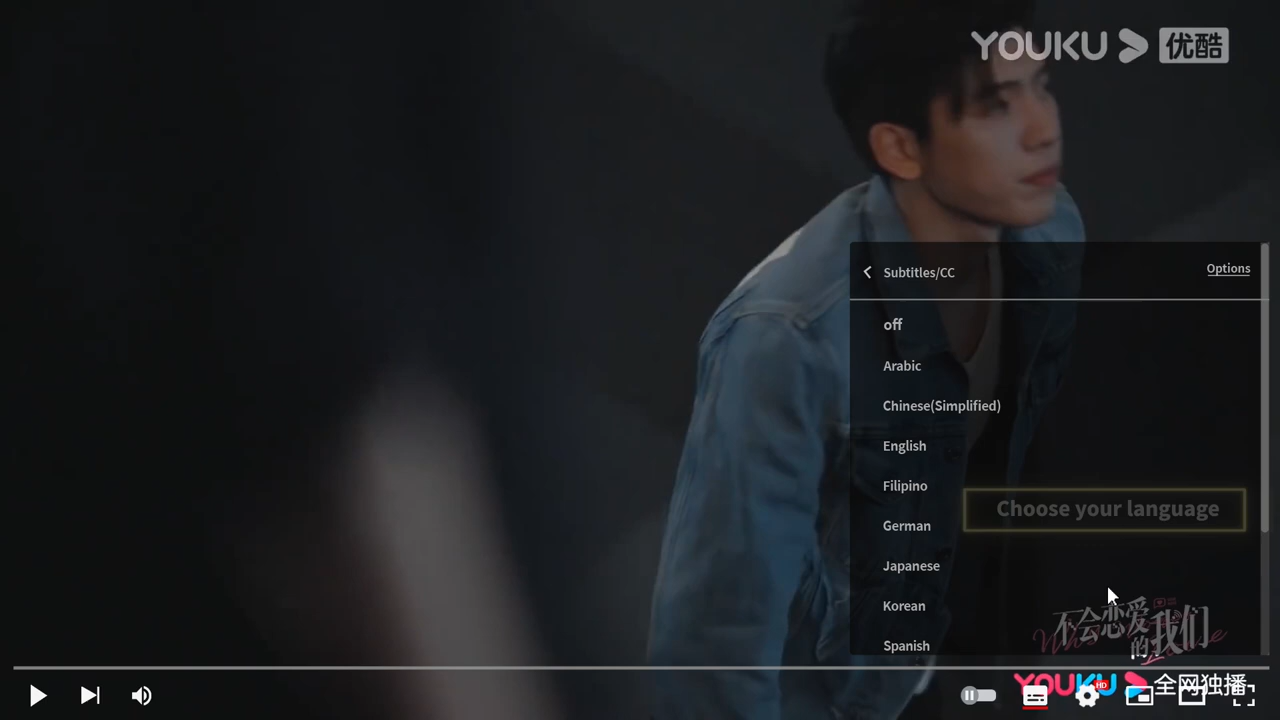 YOUKU 优酷
Subtitles/CC
Options
off
Arabic
Chinese(Simplified)
English
Filipino
Choose your language
German
Japanese
Korean
Spanish
不会恋爱的我们
YOUKU 全网独播
HD